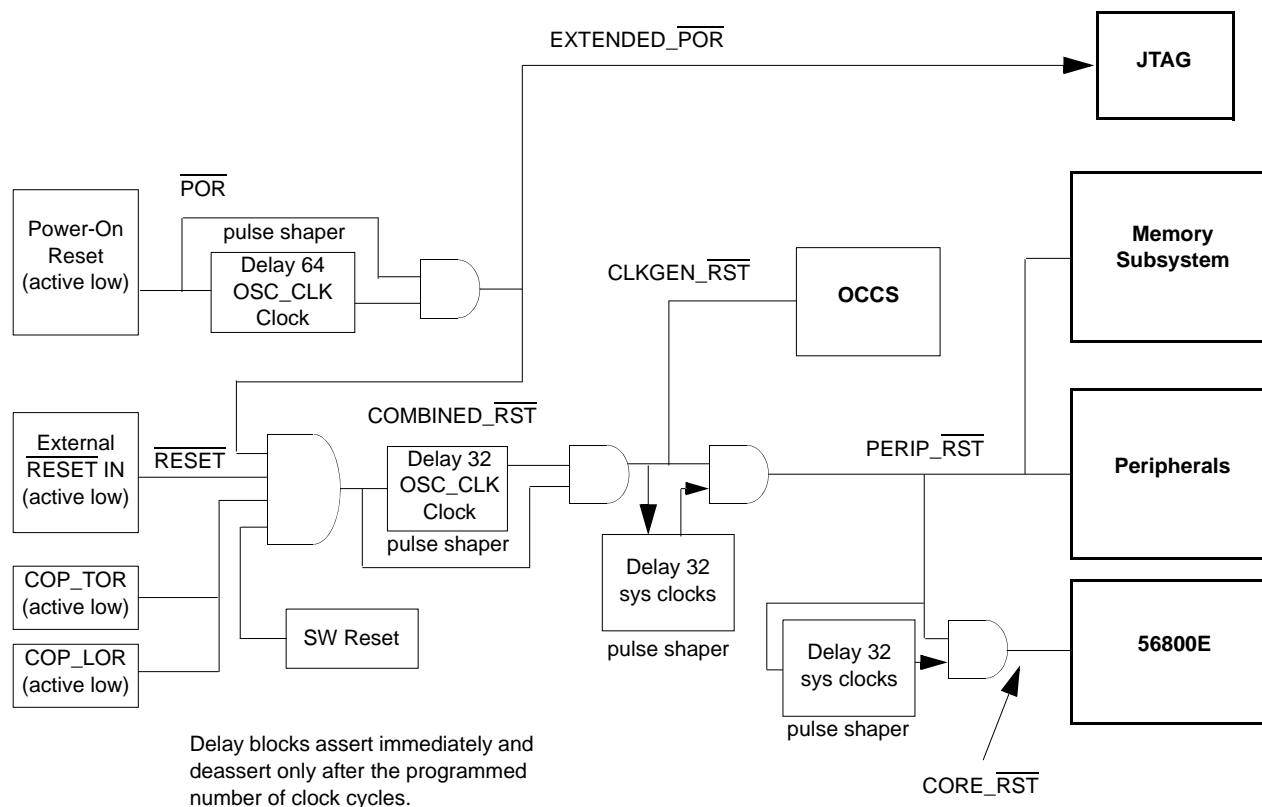 EXTENDED_POR
JTAG
POR
Power-On
Reset
(active low)
pulse shaper
Delay 64
OSC_CLK
Clock
CLKGEN_RST
OCCS
Memory
Subsystem
External
RESET IN
(active low)
RESET
COMBINED_RST
Delay 32
OSC_CLK
Clock
pulse shaper
PERIP_RST
Peripherals
COP_TOR
(active low)
COP_LOR
(active low)
SW Reset
Delay 32
sys clocks
pulse shaper
Delay 32
sys clocks
pulse shaper
56800E
CORE_RST
Delay blocks assert immediately and
deassert only after the programmed
number of clock cycles.